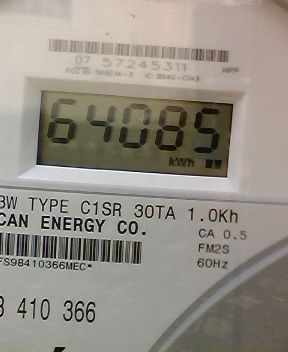 07 57245311
HPP
64085
kWh
3W TYPE C1SR 30TA 1.0Kh
CAN ENERGY CO.
CA 0.5
FM2S
FS98410366MEC*
60Hz
3 410 366